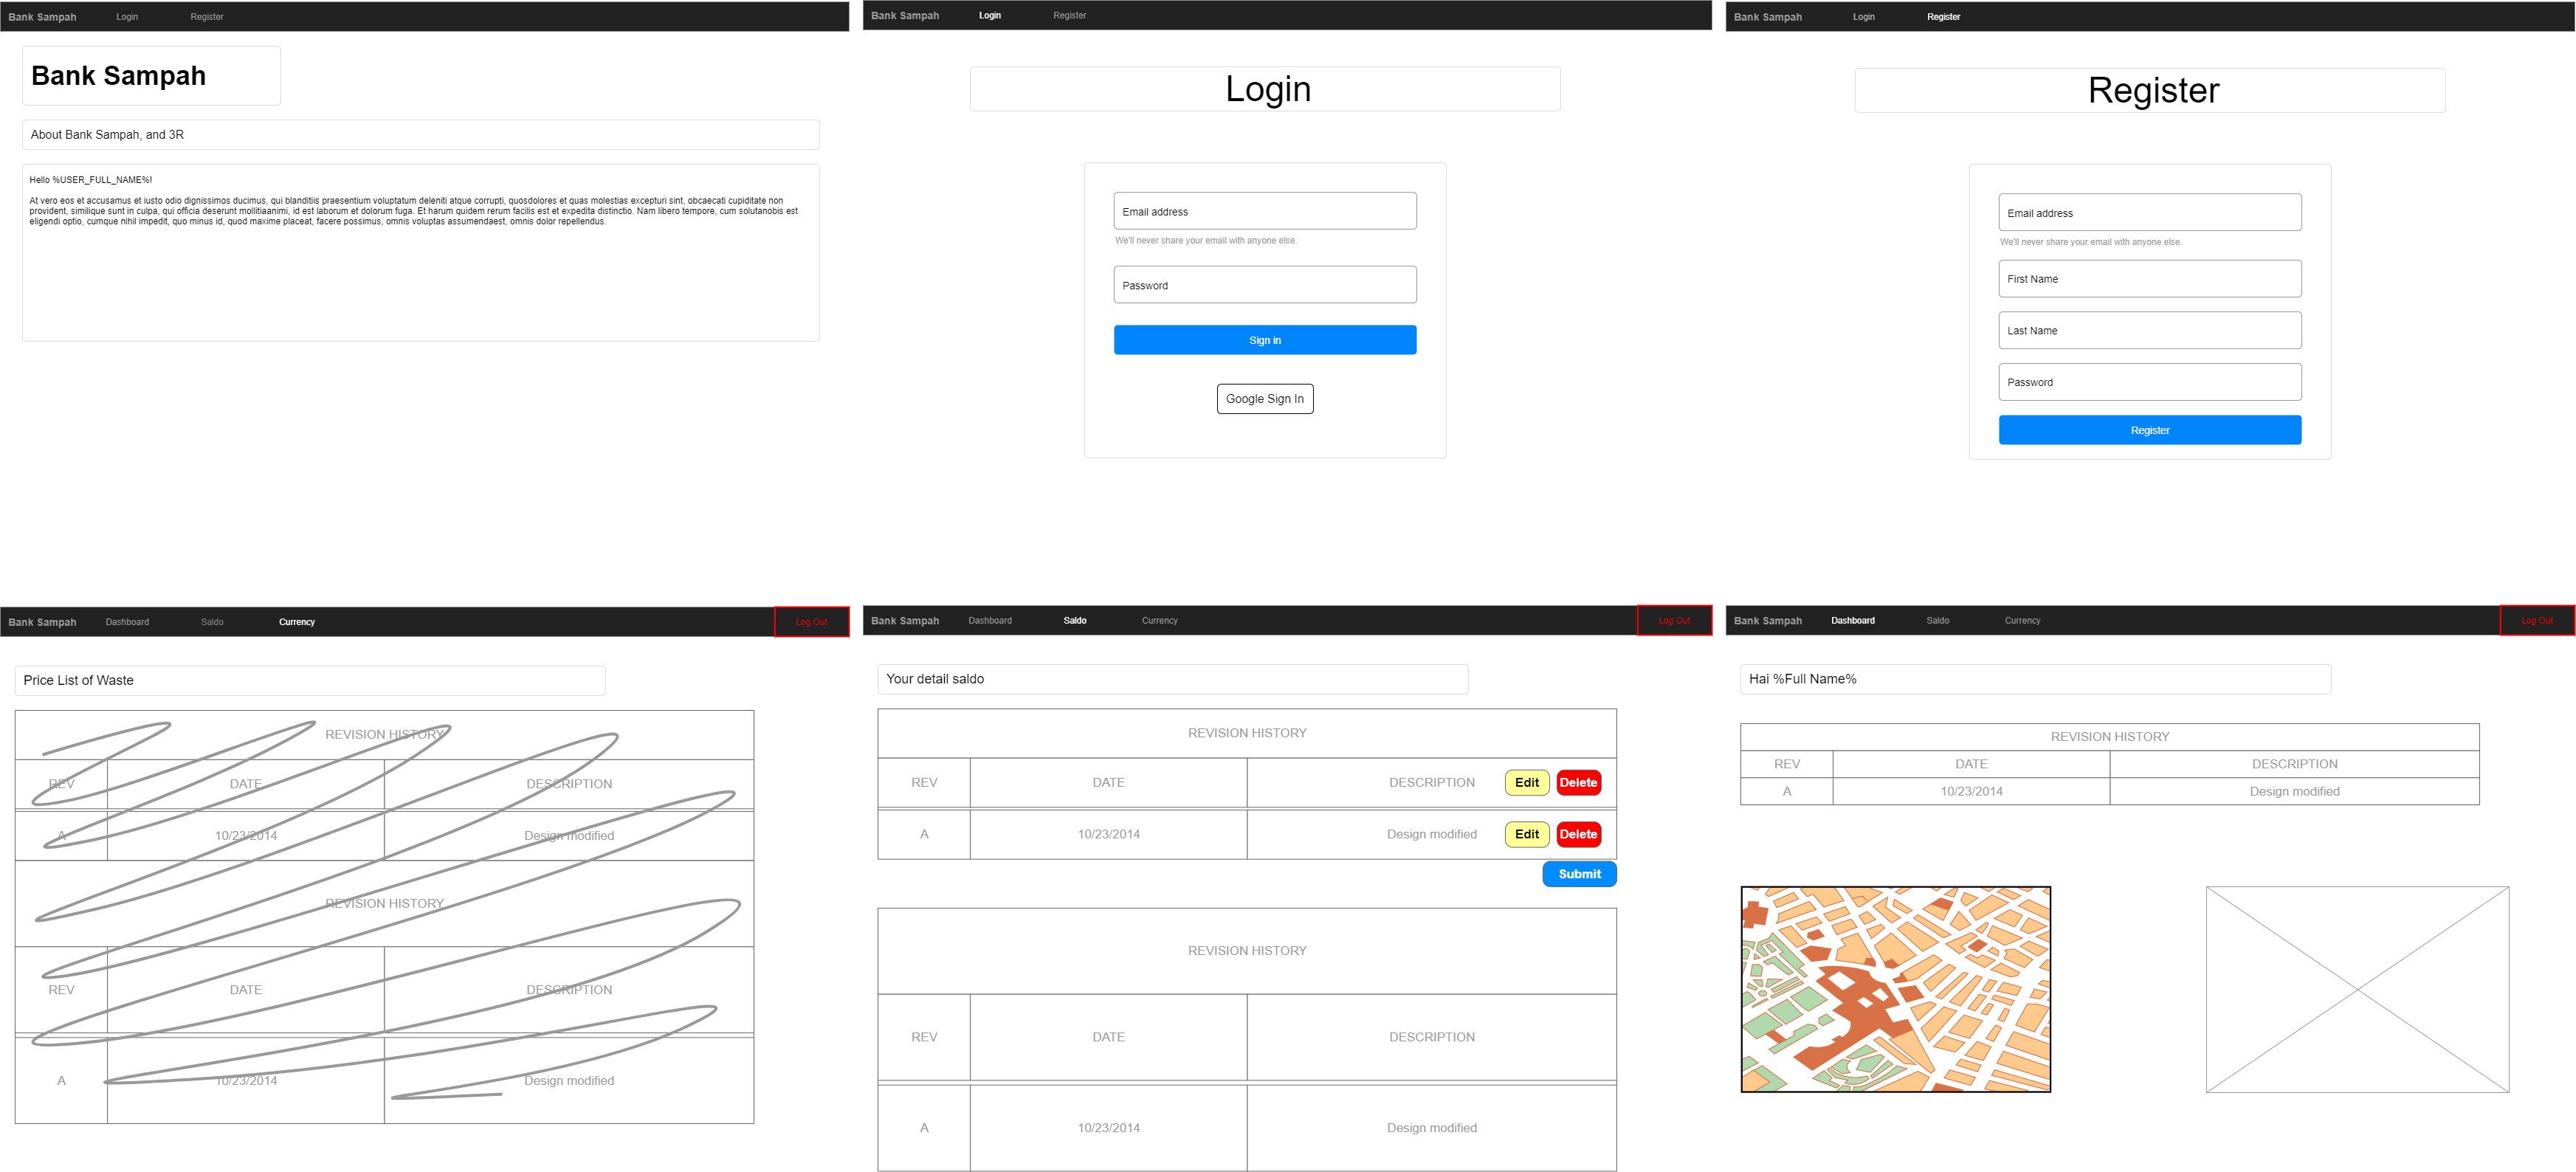 Bank Sampah Login Register
Bank Sampah
About Bank Sampah, and 3R
Hello %USER_FULL_NAME%!
At vero eos et accusamus et iusto odio dignissimos ducimus, qui blanditiis praesentium voluptatum deleniti atque corrupti, quosdolores et quas molestias excepturi sint, obcaecati cupiditate non
provident, similique sunt in culpa, qui officia deserunt mollitiaanimi, id est laborum et dolorum fuga. Et harum quidem rerum facilis est et expedita distinctio. Nam libero tempore, cum solutanobis est
eligendi optio, cumque nihil impedit, quo minus id, quod maxime placeat, facere possimus, omnis voluptas assumendaest, omnis dolor repellendus.
Bank Sampah Login Register
Login
Email address
We'll never share your email with anyone else.
Password
Sign in
Google Sign In
Bank Sampah Login Register
Register
Email address
We'll never share your email with anyone else.
First Name
Last Name
Password
Register
Bank Sampah Dashboard Saldo Currency Log Out
Price List of Waste
REVISION HISTORY
REV DATE DESCRIPTION
A 10/23/2014 Design modified
REVISION HISTORY
REV DATE DESCRIPTION
A 10/23/2014 Design modified
Bank Sampah Dashboard Saldo Currency Log Out
Your detail saldo
REVISION HISTORY
REV DATE DESCRIPTION Edit Delete
A 10/23/2014 Design modified Edit Delete
Submit
REVISION HISTORY
REV DATE DESCRIPTION
A 10/23/2014 Design modified
Bank Sampah Dashboard Saldo Currency Log Out
Hai %Full Name%
REVISION HISTORY
REV DATE DESCRIPTION
A 10/23/2014 Design modified